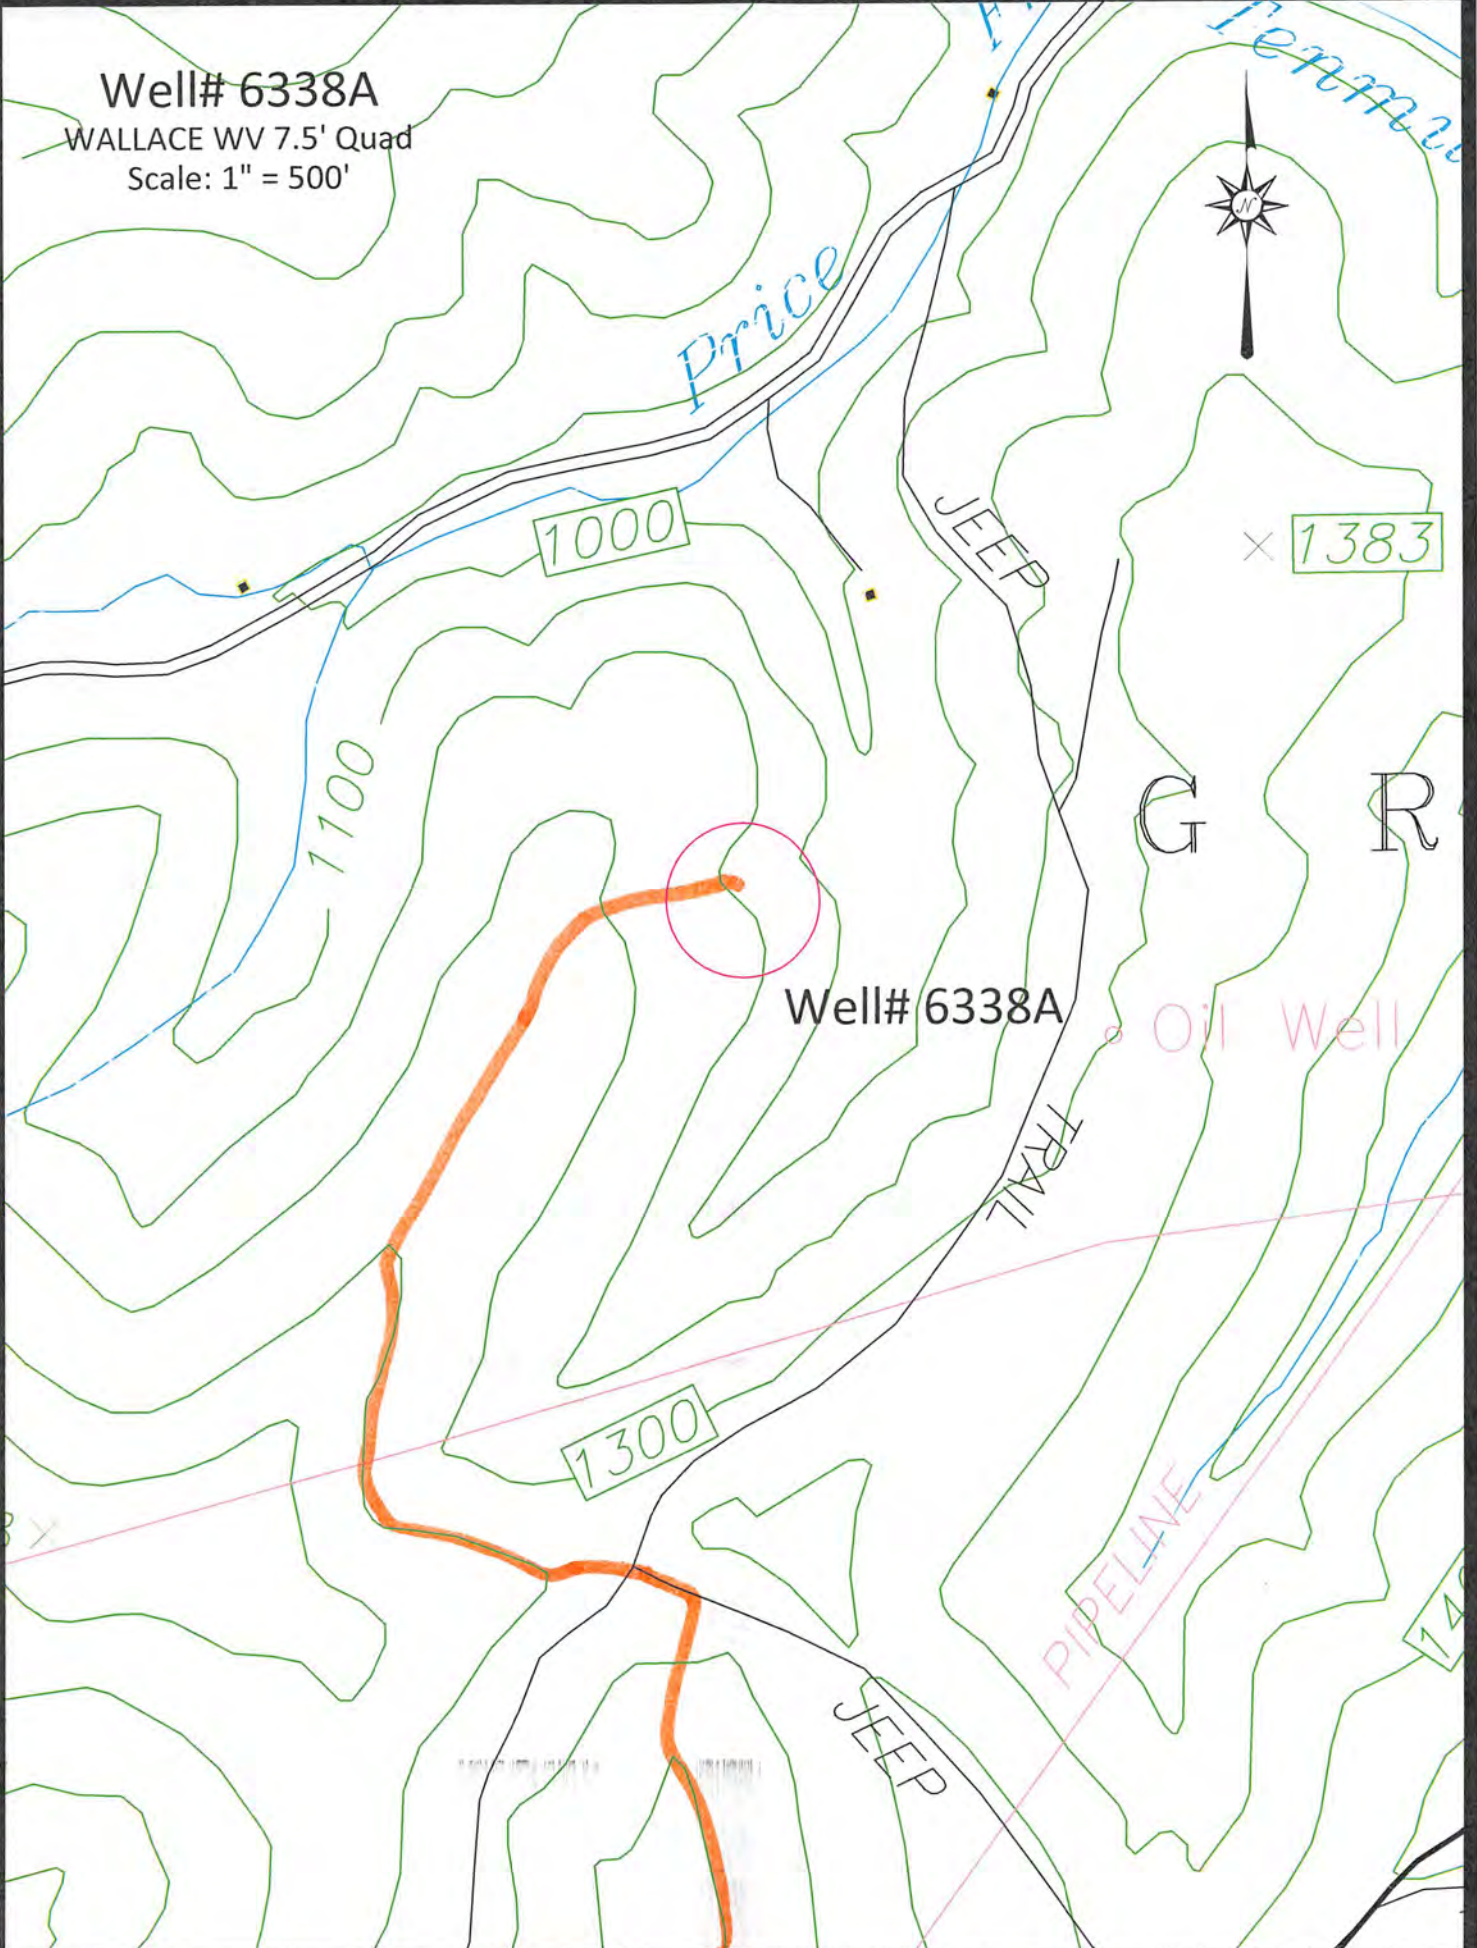 Well# 6338A
WALLACE WV 7.5' Quad
Scale: 1" = 500'
N
Price
1000
JEEP
1383
1100
G R
Well# 6338A
Oil Well
TRAIL
1300
PIPELINE
JEEP